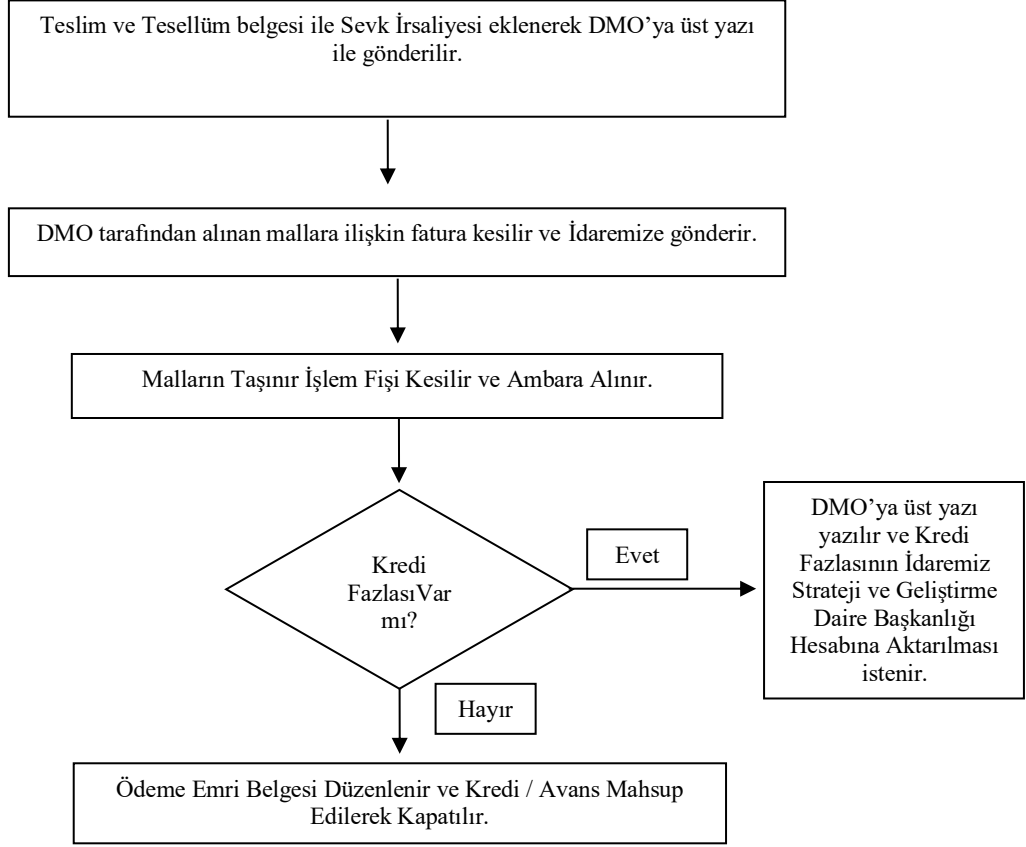 Teslim ve Tesellüm belgesi ile Sevk İrsaliyesi eklenerek DMO’ya üst yazı
ile gönderilir.
DMO tarafından alınan mallara ilişkin fatura kesilir ve İdaremize gönderir.
Malların Taşınır İşlem Fişi Kesilir ve Ambara Alınır.
Kredi
FazlasıVar
mı?
Evet
DMO’ya üst yazı
yazılır ve Kredi
Fazlasının İdaremiz
Strateji ve Geliştirme
Daire Başkanlığı
Hesabına Aktarılması
istenir.
Hayır
Ödeme Emri Belgesi Düzenlenir ve Kredi / Avans Mahsup
Edilerek Kapatılır.